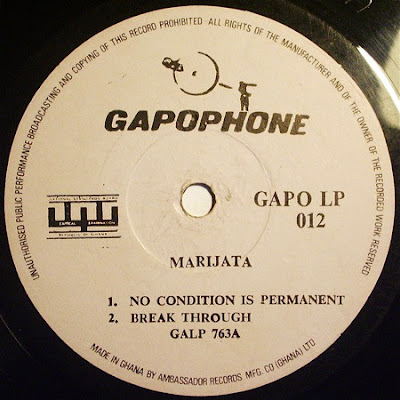 UNAUTHORISED PUBLIC PERFORMANCE BROADCASTING AND COPYING OF THIS RECORD PROHIBITED · ALL RIGHTS OF THE MANUFACTURER AND OF THE OWNER OF THE RECORDED WORK RESERVED
GAPOPHONE
GAPO LP
012
MARIJATA
1. NO CONDITION IS PERMANENT
2. BREAK THROUGH
GALP 763A
MADE IN GHANA BY AMBASSADOR RECORDS. MFG. CO (GHANA) LTD